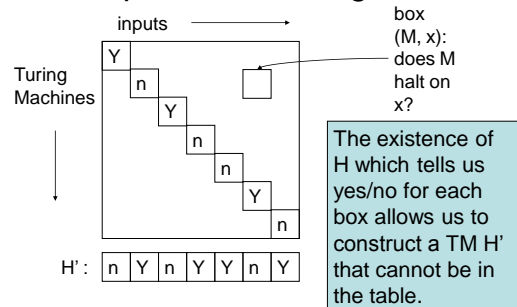 inputs
box
(M, x):
does M
halt on
x?
Turing
Machines
Y
n
Y
n
n
Y
n
The existence of
H which tells us
yes/no for each
box allows us to
construct a TM H'
that cannot be in
the table.
H' : n Y n Y Y n Y